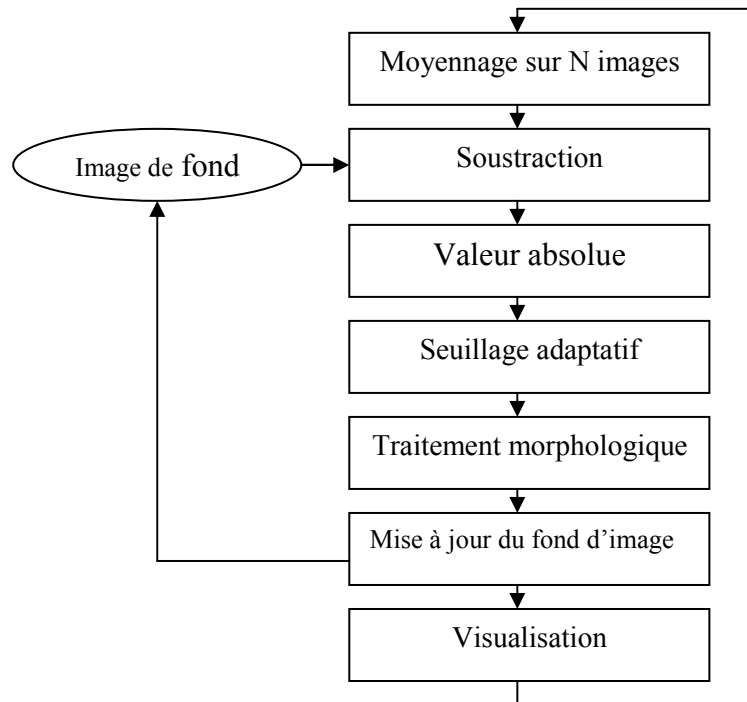 Moyennage sur N images
Image de fond
Soustraction
Valeur absolue
Seuillage adaptatif
Traitement morphologique
Mise à jour du fond d’image
Visualisation